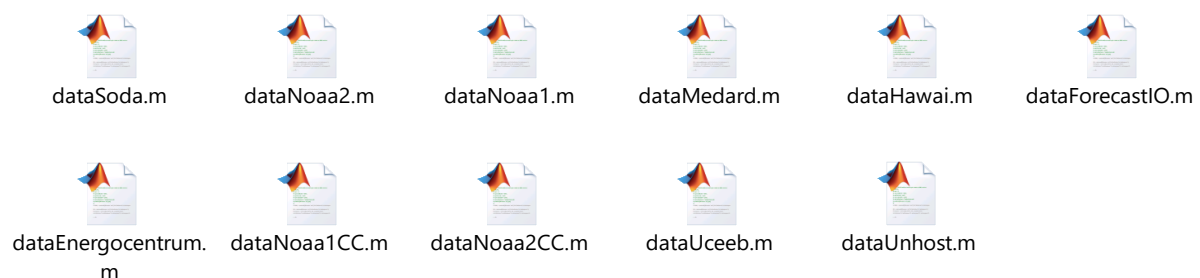 dataSoda.m dataNoaa2.m dataNoaa1.m dataMedard.m dataHawai.m dataForecastIO.m
dataEnergocentrum. dataNoaa1CC.m dataNoaa2CC.m dataUceeb.m dataUnhost.m
m